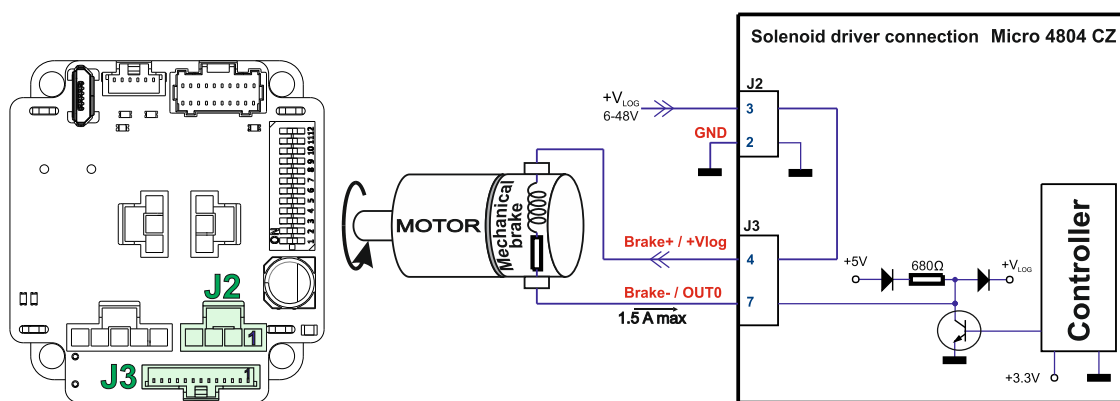 Solenoid driver connection Micro 4804 CZ
J2
+VLOG
6-48V
3
GND
2
1 2 3 4 5 6 7 8 9 10 11 12
ON
J2
1
J3
1
MOTOR
Mechanical
brake
Brake+ / +Vlog
Brake- / OUT0
1.5 A max
J3
4
7
+5V
680Ω
+VLOG
Controller
+3.3V